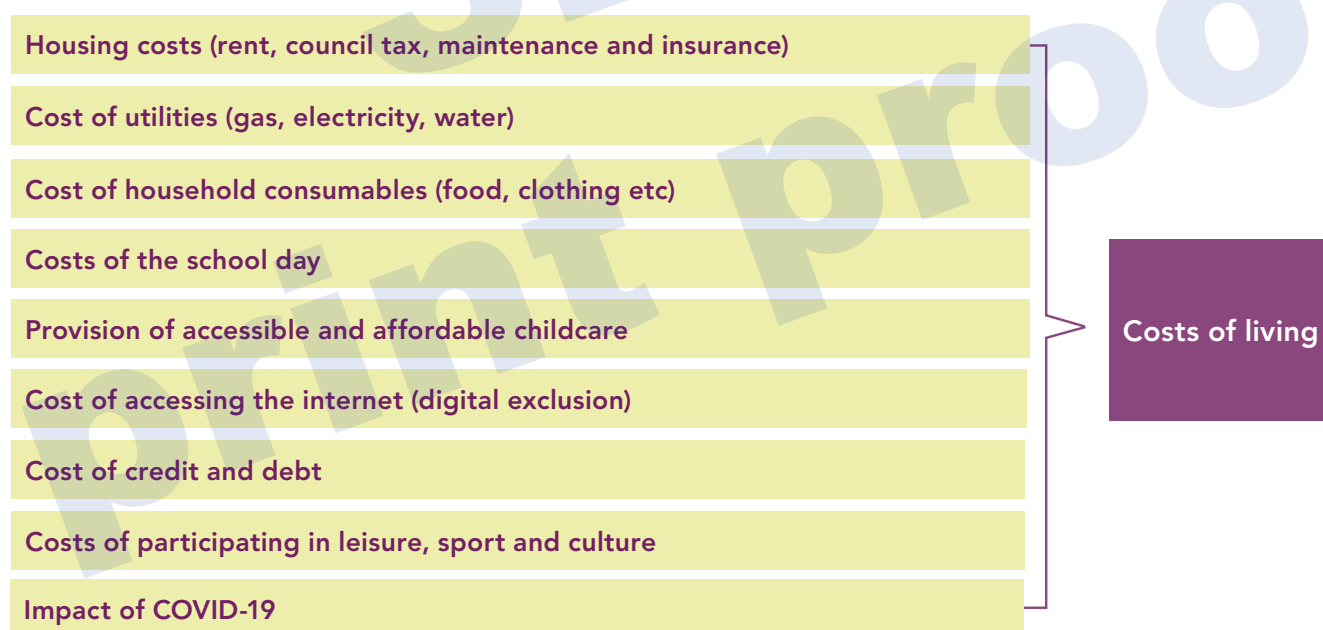 Housing costs (rent, council tax, maintenance and insurance)
Cost of utilities (gas, electricity, water)
Cost of household consumables (food, clothing etc)
Costs of the school day
Provision of accessible and affordable childcare
Cost of accessing the internet (digital exclusion)
Cost of credit and debt
Costs of participating in leisure, sport and culture
Impact of COVID-19
Costs of living
print